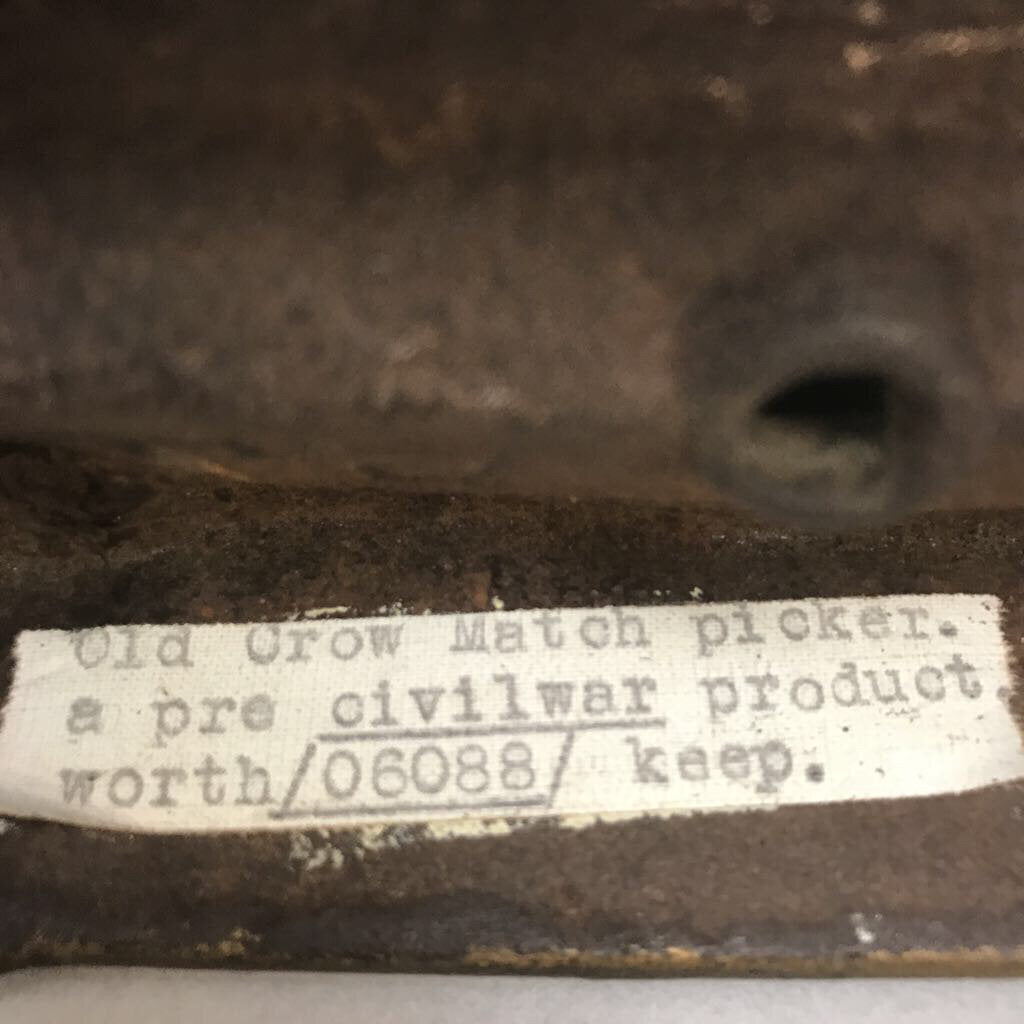 Old Crow Match picker.
a pre civilwar product.
worth/06088/ keep.